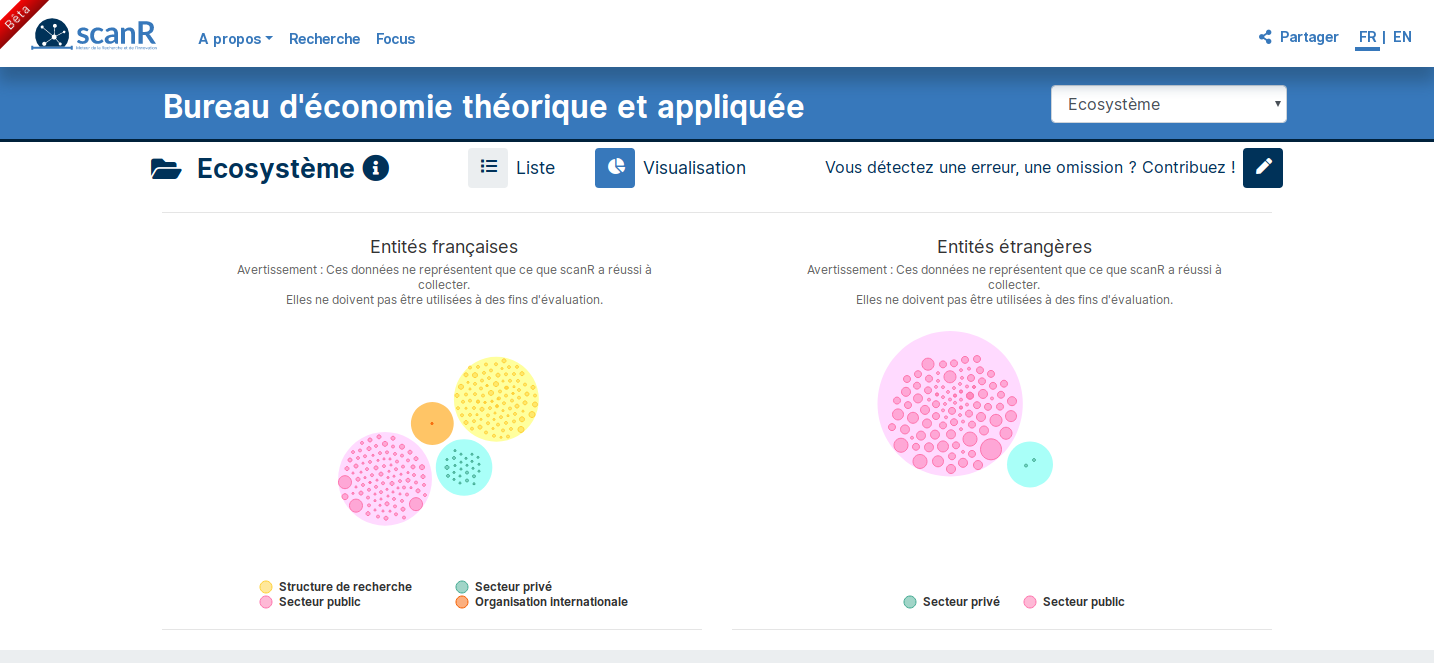 Bêta
scanR
Moteur de la Recherche et de l'Innovation
A propos
Recherche
Focus
Partager
FR | EN
Bureau d'économie théorique et appliquée
Ecosystème
Ecosystème
Liste
Visualisation
Vous détectez une erreur, une omission ? Contribuez !
Entités françaises
Avertissement : Ces données ne représentent que ce que scanR a réussi à
collecter.
Elles ne doivent pas être utilisées à des fins d'évaluation.
Structure de recherche
Secteur privé
Secteur public
Organisation internationale
Entités étrangères
Avertissement : Ces données ne représentent que ce que scanR a réussi à
collecter.
Elles ne doivent pas être utilisées à des fins d'évaluation.
Secteur privé
Secteur public